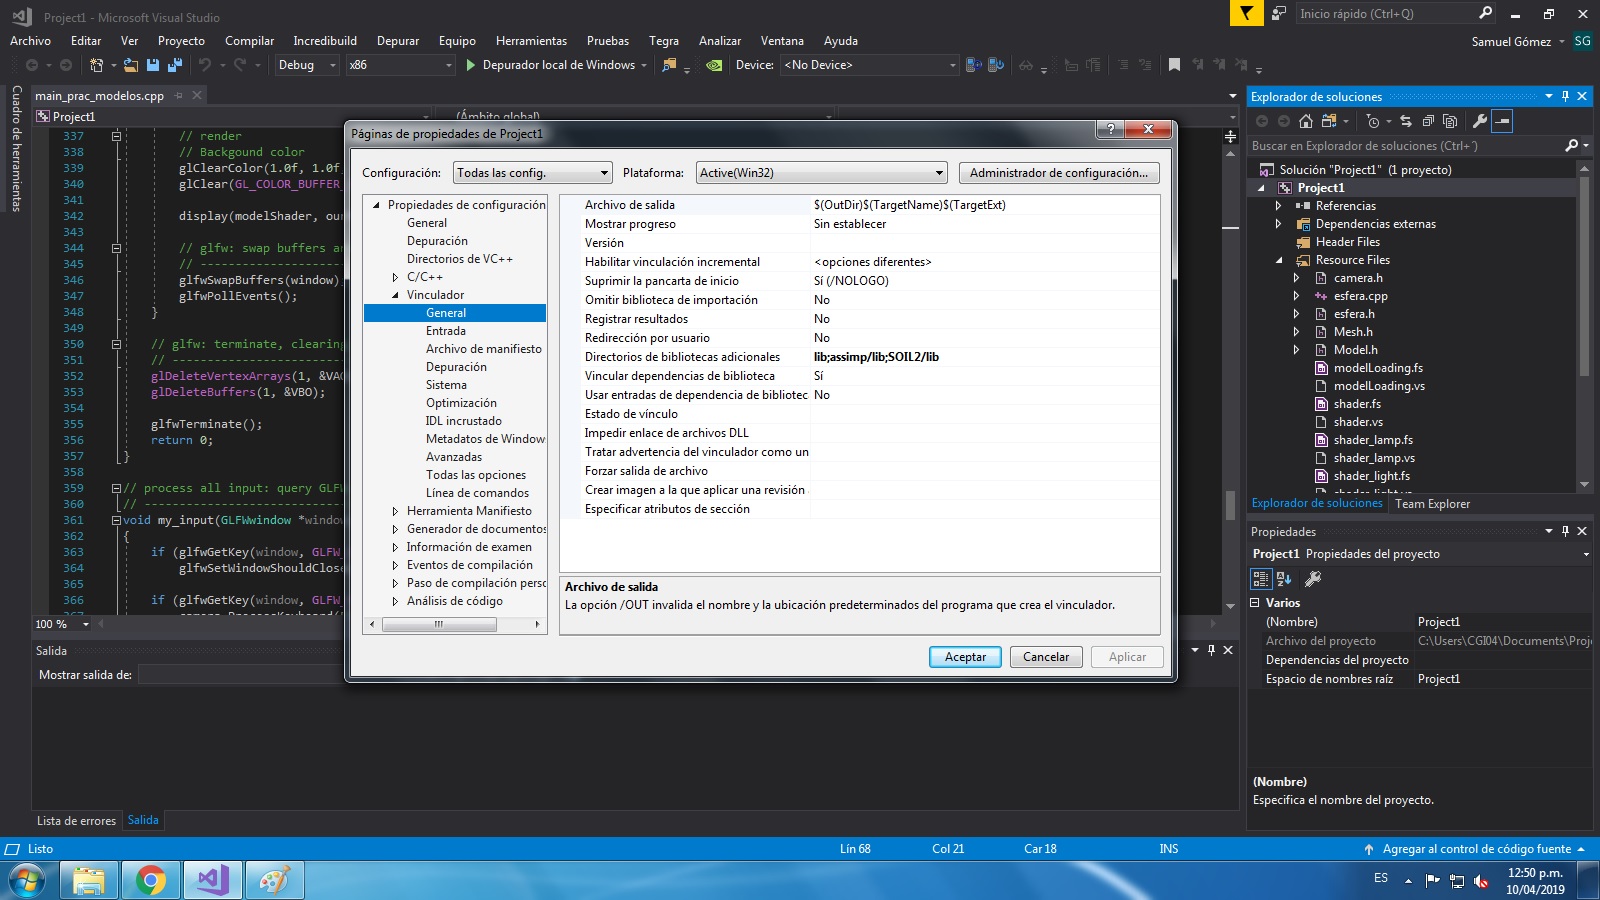 Project1 - Microsoft Visual Studio
Inicio rápido (Ctrl+Q)
Archivo Editar Ver Proyecto Compilar Incredibuild Depurar Equipo Herramientas Pruebas Tegra Analizar Ventana Ayuda
Samuel Gómez SG
Debug x86 Depurador local de Windows Device: <No Device>
Cuadro de herramientas
main_prac_modelos.cpp
Project1
(Ámbito global)
337 // render
338 // Backgound color
339 glClearColor(1.0f, 1.0f
340 glClear(GL_COLOR_BUFFER_
341
342 display(modelShader, our
343
344 // glfw: swap buffers an
345 // --------------------
346 glfwSwapBuffers(window)
347 glfwPollEvents();
348 }
349
350 // glfw: terminate, clearing
351 // --------------------
352 glDeleteVertexArrays(1, &VAO
353 glDeleteBuffers(1, &VBO);
354
355 glfwTerminate();
356 return 0;
357 }
358
359 // process all input: query GLFW
360 // --------------------
361 void my_input(GLFWwindow *window
362 {
363 if (glfwGetKey(window, GLFW_
364 glfwSetWindowShouldClose
365
366 if (glfwGetKey(window, GLFW_
100 %
Páginas de propiedades de Project1
Configuración: Todas las config. Plataforma: Active(Win32) Administrador de configuración...
Propiedades de configuración
General
Depuración
Directorios de VC++
C/C++
Vinculador
General
Entrada
Archivo de manifiesto
Depuración
Sistema
Optimización
IDL incrustado
Metadatos de Window
Avanzadas
Todas las opciones
Línea de comandos
Herramienta Manifiesto
Generador de documentos
Información de examen
Eventos de compilación
Paso de compilación perso
Análisis de código
Archivo de salida $(OutDir)$(TargetName)$(TargetExt)
Mostrar progreso Sin establecer
Versión
Habilitar vinculación incremental <opciones diferentes>
Suprimir la pancarta de inicio Sí (/NOLOGO)
Omitir biblioteca de importación No
Registrar resultados No
Redirección por usuario No
Directorios de bibliotecas adicionales lib;assimp/lib;SOIL2/lib
Vincular dependencias de biblioteca Sí
Usar entradas de dependencia de bibliotec No
Estado de vínculo
Impedir enlace de archivos DLL
Tratar advertencia del vinculador como un
Forzar salida de archivo
Crear imagen a la que aplicar una revisión
Especificar atributos de sección
Archivo de salida
La opción /OUT invalida el nombre y la ubicación predeterminados del programa que crea el vinculador.
Aceptar Cancelar Aplicar
Explorador de soluciones
Buscar en Explorador de soluciones (Ctrl+´)
Solución "Project1" (1 proyecto)
Project1
Referencias
Dependencias externas
Header Files
Resource Files
camera.h
esfera.cpp
esfera.h
Mesh.h
Model.h
modelLoading.fs
modelLoading.vs
shader.fs
shader.vs
shader_lamp.fs
shader_lamp.vs
shader_light.fs
Explorador de soluciones Team Explorer
Propiedades
Project1 Propiedades del proyecto
Varios
(Nombre) Project1
Archivo del proyecto C:\Users\CGI04\Documents\Proj
Dependencias del proyecto
Espacio de nombres raíz Project1
(Nombre)
Especifica el nombre del proyecto.
Salida
Mostrar salida de:
Lista de errores Salida
Listo Lín 68 Col 21 Car 18 INS Agregar al control de código fuente
ES 12:50 p.m.
10/04/2019